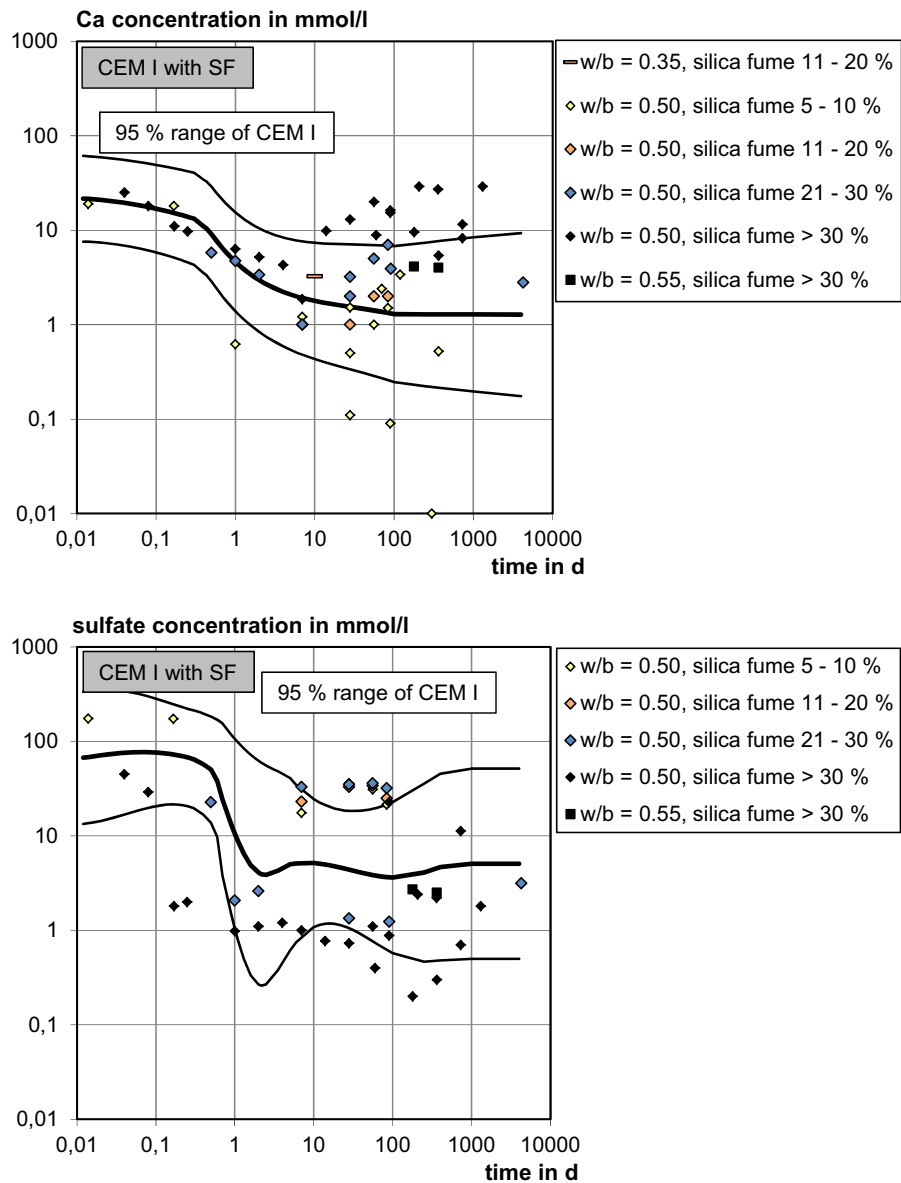 Ca concentration in mmol/l
1000
100
10
1
0,1
0,01
CEM I with SF
95 % range of CEM I
0,01 0,1 1 10 100 1000 10000
time in d
w/b = 0.35, silica fume 11 - 20 %
w/b = 0.50, silica fume 5 - 10 %
w/b = 0.50, silica fume 11 - 20 %
w/b = 0.50, silica fume 21 - 30 %
w/b = 0.50, silica fume > 30 %
w/b = 0.55, silica fume > 30 %
sulfate concentration in mmol/l
1000
100
10
1
0,1
0,01
CEM I with SF
95 % range of CEM I
0,01 0,1 1 10 100 1000 10000
time in d
w/b = 0.50, silica fume 5 - 10 %
w/b = 0.50, silica fume 11 - 20 %
w/b = 0.50, silica fume 21 - 30 %
w/b = 0.50, silica fume > 30 %
w/b = 0.55, silica fume > 30 %